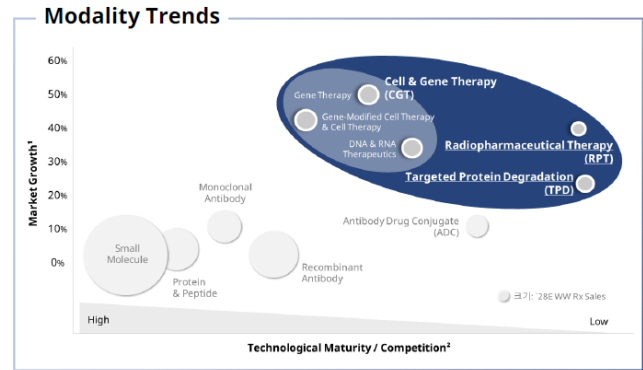 Modality Trends
60%
50%
40%
30%
20%
10%
0%
Market Growth¹
Cell & Gene Therapy
(CGT)
Gene Therapy
Gene-Modified Cell Therapy
& Cell Therapy
DNA & RNA
Therapeutics
Radiopharmaceutical Therapy
(RPT)
Targeted Protein Degradation
(TPD)
Monoclonal
Antibody
Antibody Drug Conjugate
(ADC)
Small
Molecule
Protein
& Peptide
Recombinant
Antibody
크기: `28E WW Rx Sales
High
Low
Technological Maturity / Competition²